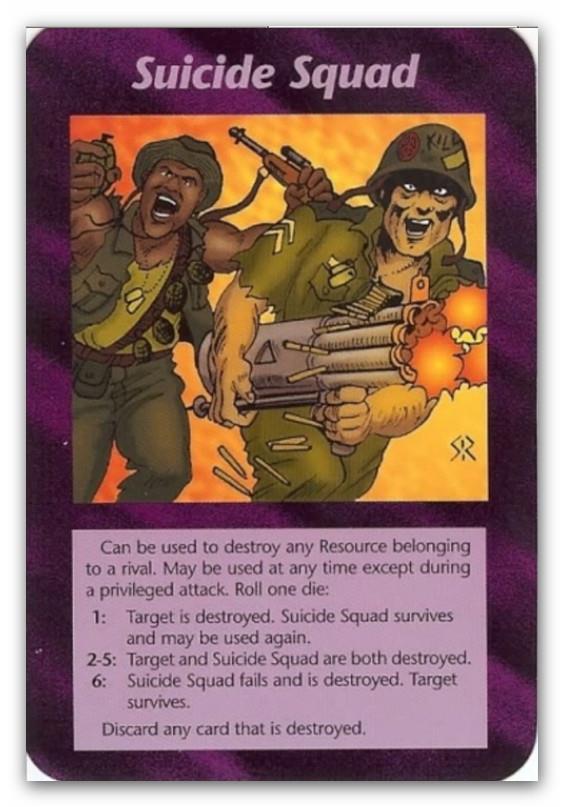 Suicide Squad
KILL
SR
Can be used to destroy any Resource belonging
to a rival. May be used at any time except during
a privileged attack. Roll one die:
1: Target is destroyed. Suicide Squad survives
and may be used again.
2-5: Target and Suicide Squad are both destroyed.
6: Suicide Squad fails and is destroyed. Target
survives.
Discard any card that is destroyed.